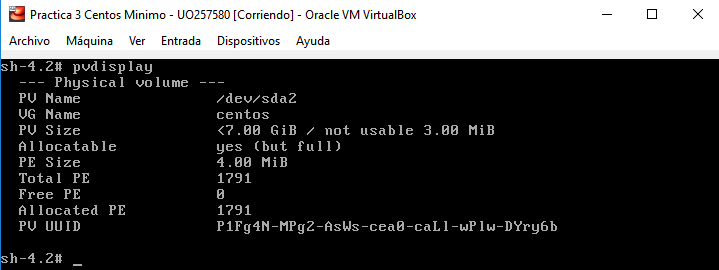 Practica 3 Centos Minimo - UO257580 [Corriendo] - Oracle VM VirtualBox
Archivo Máquina Ver Entrada Dispositivos Ayuda
sh-4.2# pvdisplay
--- Physical volume ---
PV Name /dev/sda2
VG Name centos
PV Size <7.00 GiB / not usable 3.00 MiB
Allocatable yes (but full)
PE Size 4.00 MiB
Total PE 1791
Free PE 0
Allocated PE 1791
PV UUID P1Fg4N-MPg2-AsWs-cea0-caLl-wPlw-DYry6b
sh-4.2# _